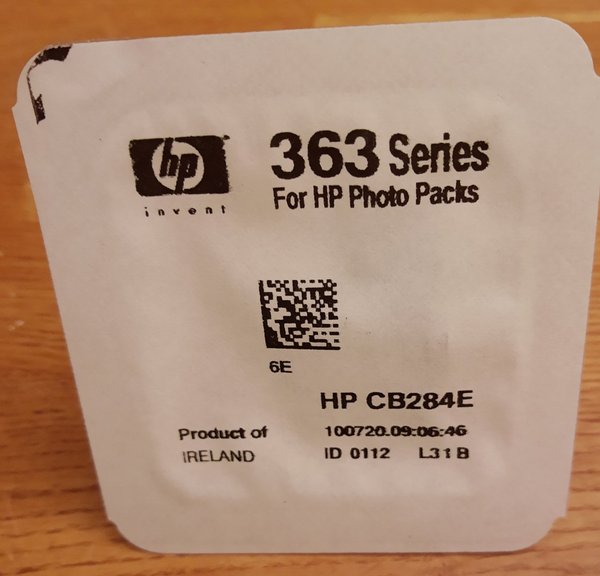 hp
invent
363 Series
For HP Photo Packs
6E
HP CB284E
Product of 100720.09:06:46
IRELAND ID 0112 L31B